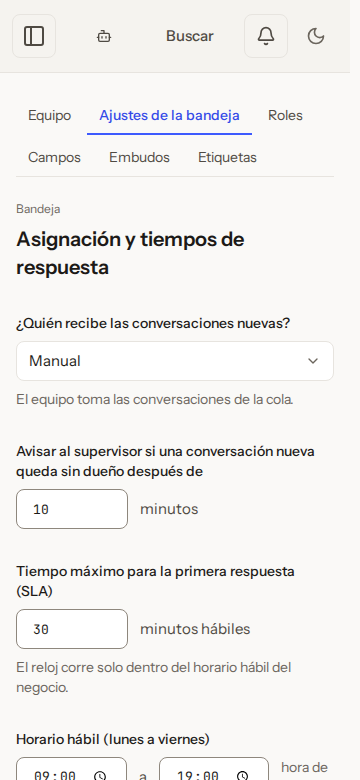 Buscar
Equipo Ajustes de la bandeja Roles
Campos Embudos Etiquetas
Bandeja
Asignación y tiempos de
respuesta
¿Quién recibe las conversaciones nuevas?
Manual
El equipo toma las conversaciones de la cola.
Avisar al supervisor si una conversación nueva
queda sin dueño después de
10 minutos
Tiempo máximo para la primera respuesta
(SLA)
30 minutos hábiles
El reloj corre solo dentro del horario hábil del
negocio.
Horario hábil (lunes a viernes)
09:00 a 19:00 hora de